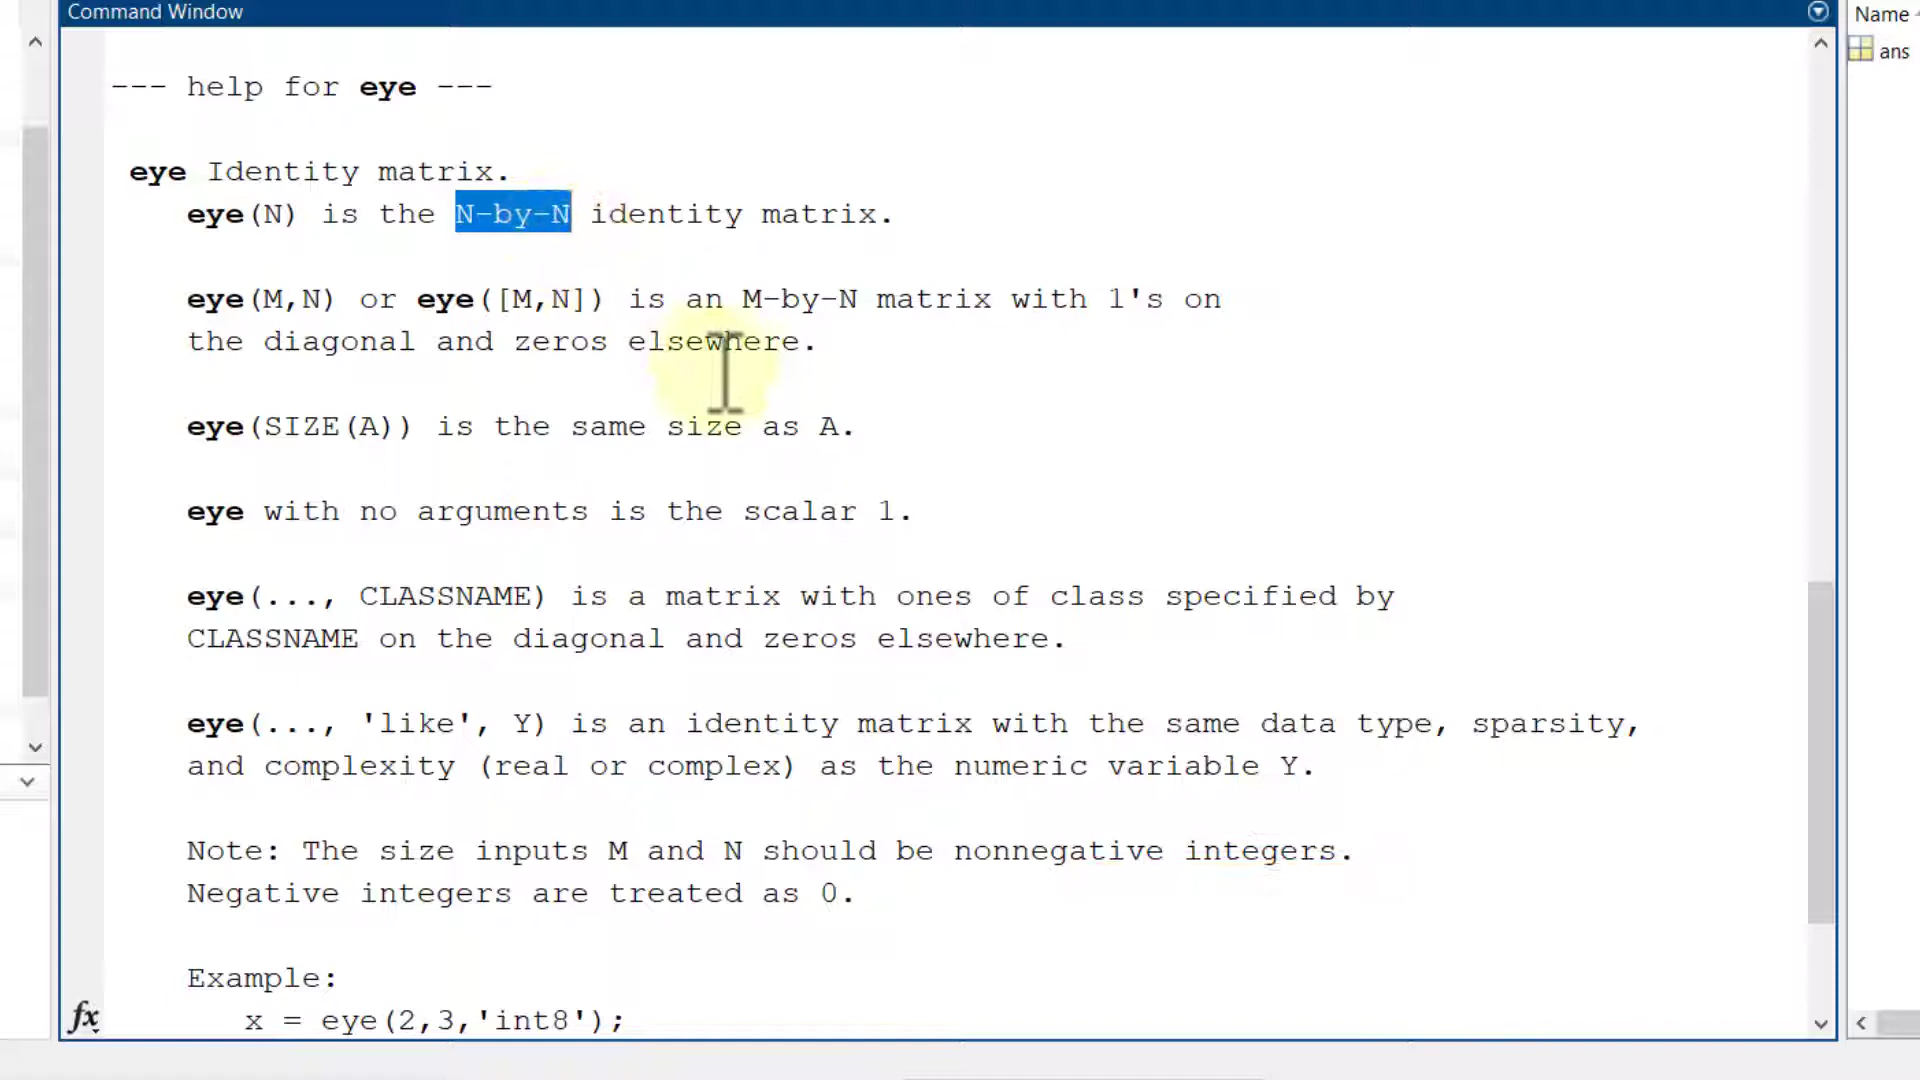 Command Window
Name
ans
--- help for eye ---
eye Identity matrix.
eye(N) is the N-by-N identity matrix.
eye(M,N) or eye([M,N]) is an M-by-N matrix with 1's on
the diagonal and zeros elsewhere.
eye(SIZE(A)) is the same size as A.
eye with no arguments is the scalar 1.
eye(..., CLASSNAME) is a matrix with ones of class specified by
CLASSNAME on the diagonal and zeros elsewhere.
eye(..., 'like', Y) is an identity matrix with the same data type, sparsity,
and complexity (real or complex) as the numeric variable Y.
Note: The size inputs M and N should be nonnegative integers.
Negative integers are treated as 0.
Example:
x = eye(2,3,'int8');
fx